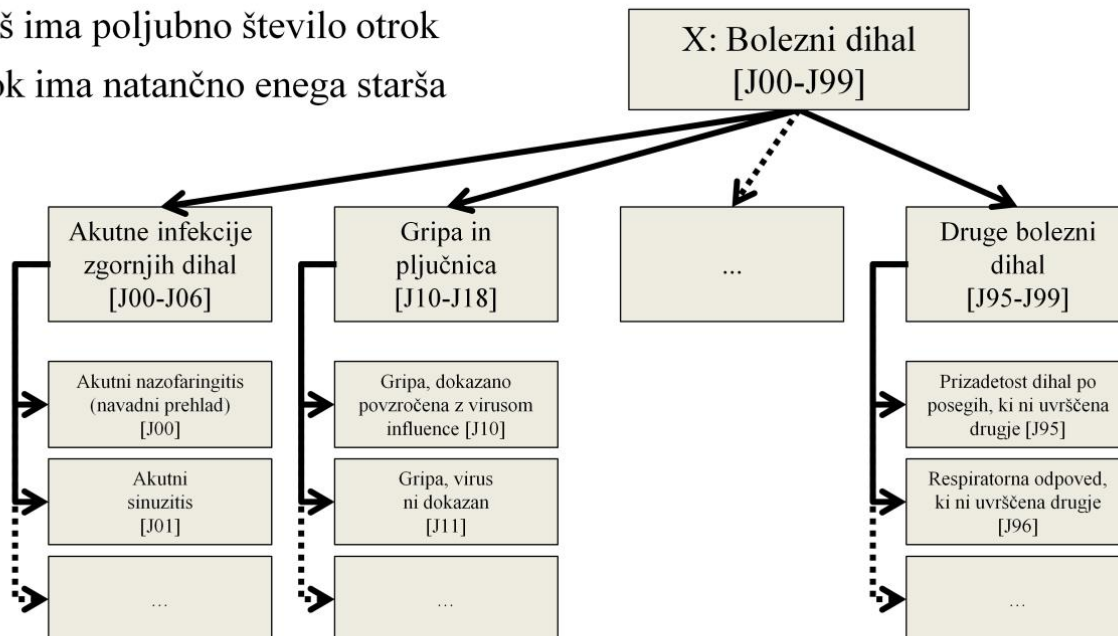 š ima poljubno število otrok
ok ima natančno enega starša
X: Bolezni dihal
[J00-J99]
Akutne infekcije
zgornjih dihal
[J00-J06]
Gripa in
pljučnica
[J10-J18]
...
Druge bolezni
dihal
[J95-J99]
Akutni nazofaringitis
(navadni prehlad)
[J00]
Gripa, dokazano
povzročena z virusom
influence [J10]
Prizadetost dihal po
posegih, ki ni uvrščena
drugje [J95]
Akutni
sinuzitis
[J01]
Gripa, virus
ni dokazan
[J11]
Respiratorna odpoved,
ki ni uvrščena drugje
[J96]
...
...
...